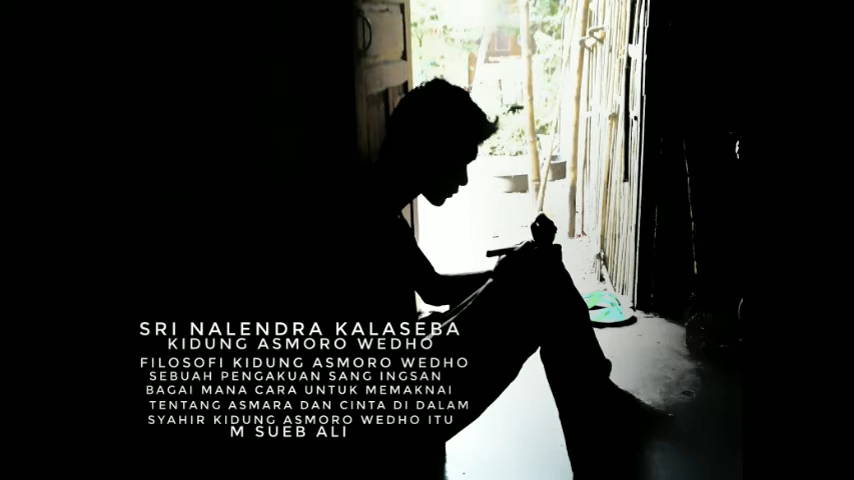 SRI NALENDRA KALASEBA
KIDUNG ASMORO WEDHO
FILOSOFI KIDUNG ASMORO WEDHO
SEBUAH PENGAKUAN SANG INGSAN
BAGAI MANA CARA UNTUK MEMAKNAI
TENTANG ASMARA DAN CINTA DI DALAM
SYAHIR KIDUNG ASMORO WEDHO ITU
M SUEB ALI